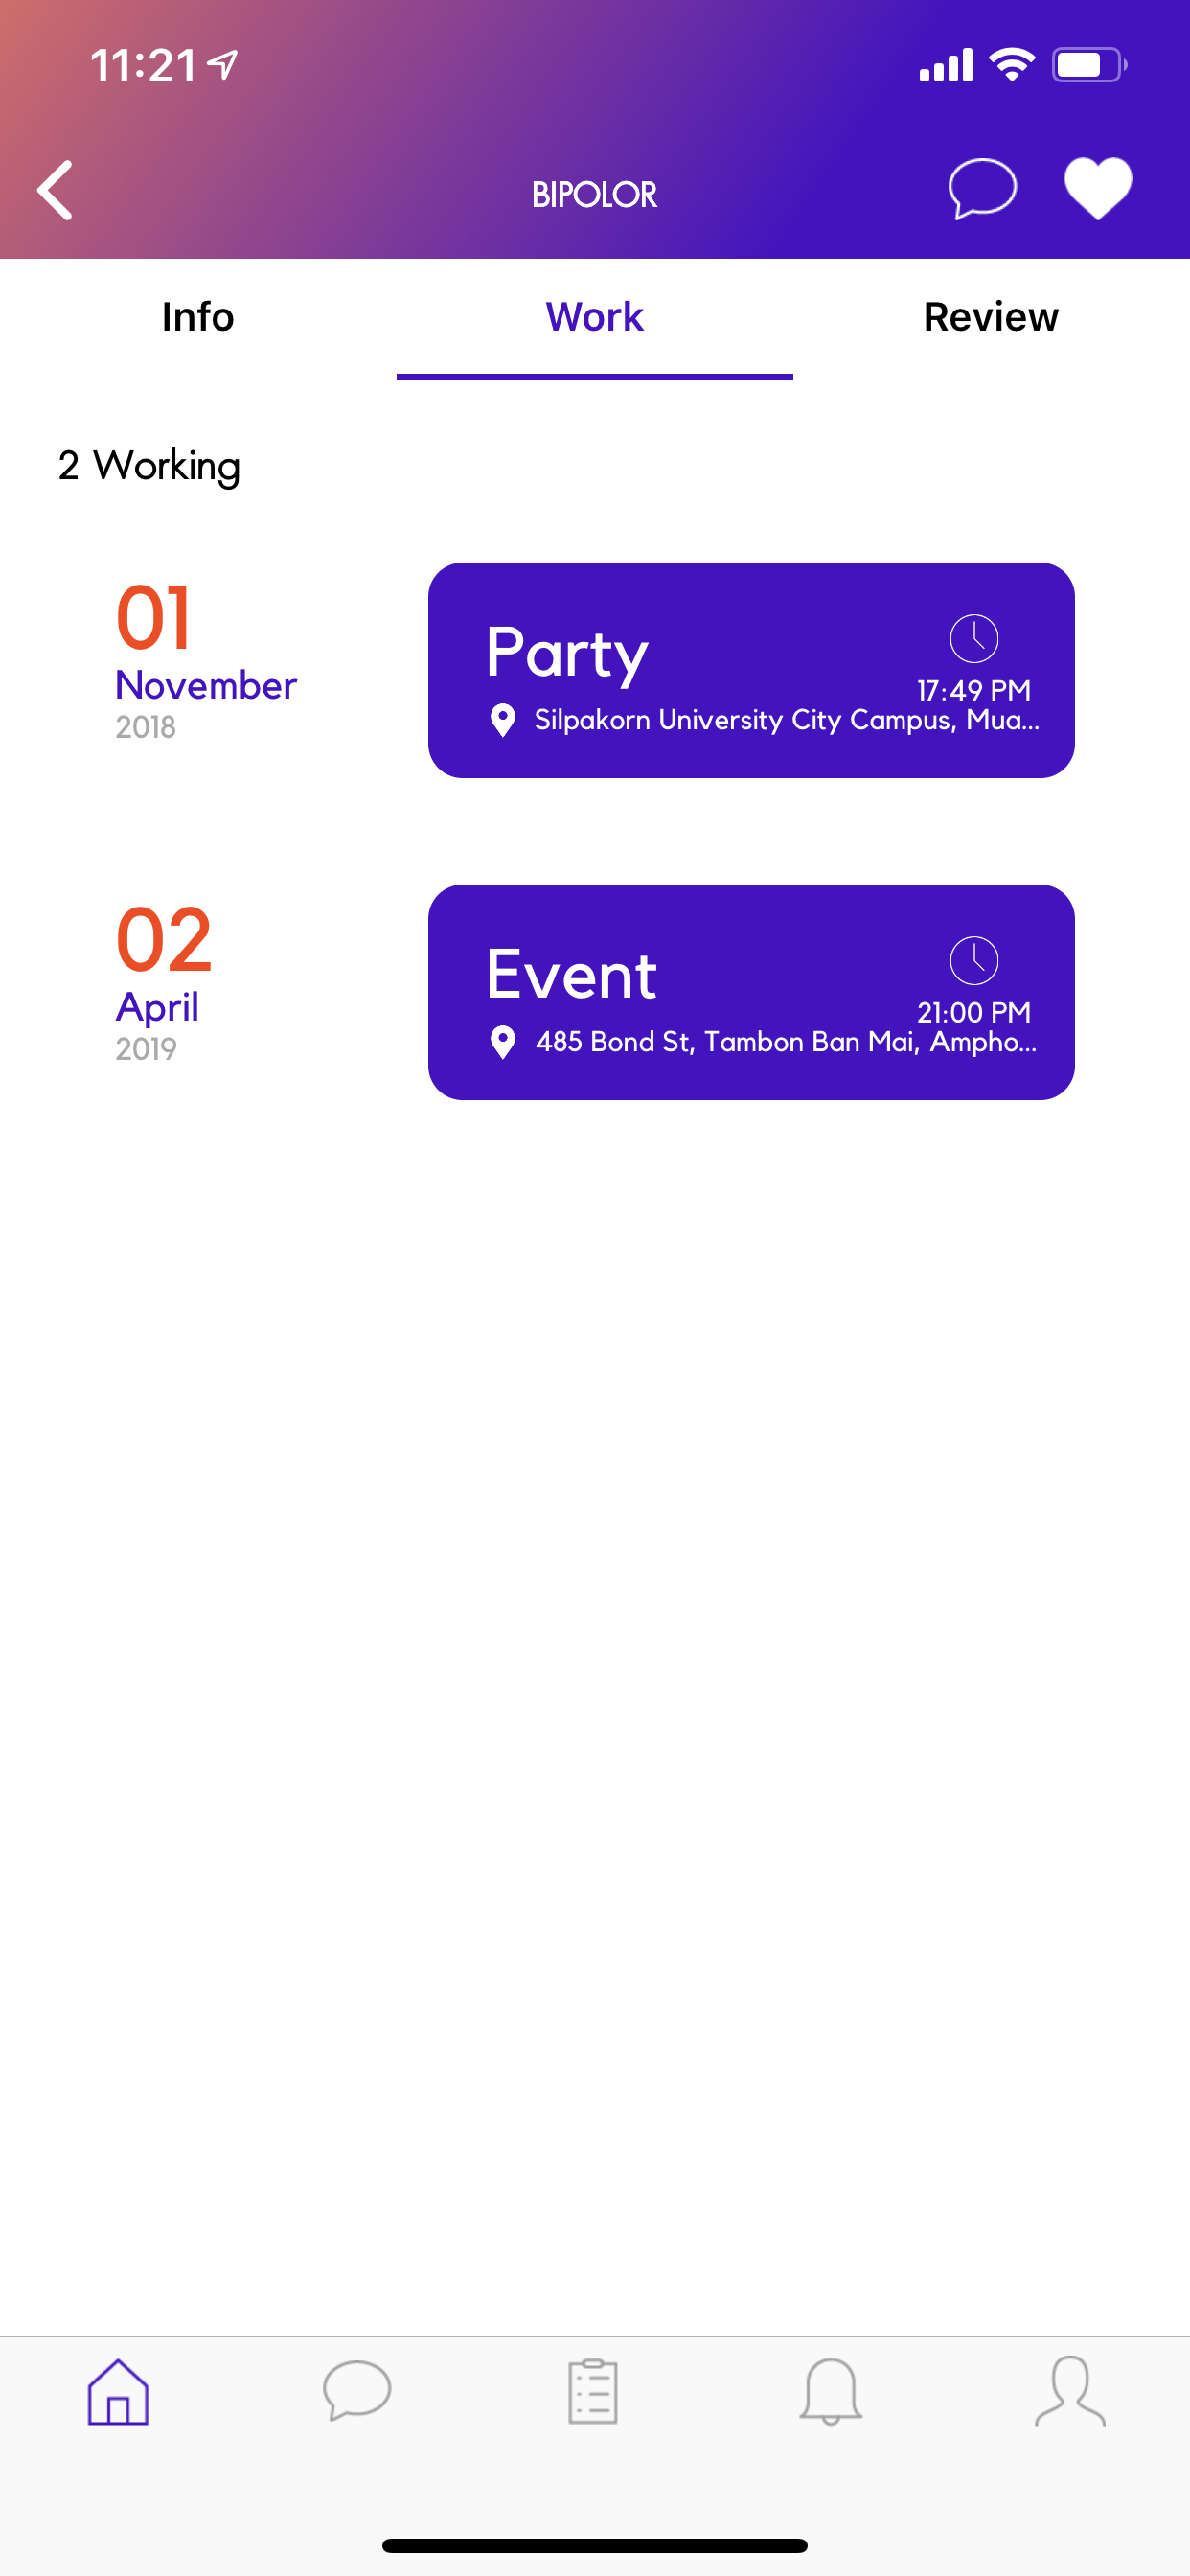 11:21
BIPOLOR
Info
Work
Review
2 Working
01
November
2018
Party
17:49 PM
Silpakorn University City Campus, Mua...
02
April
2019
Event
21:00 PM
485 Bond St, Tambon Ban Mai, Ampho...